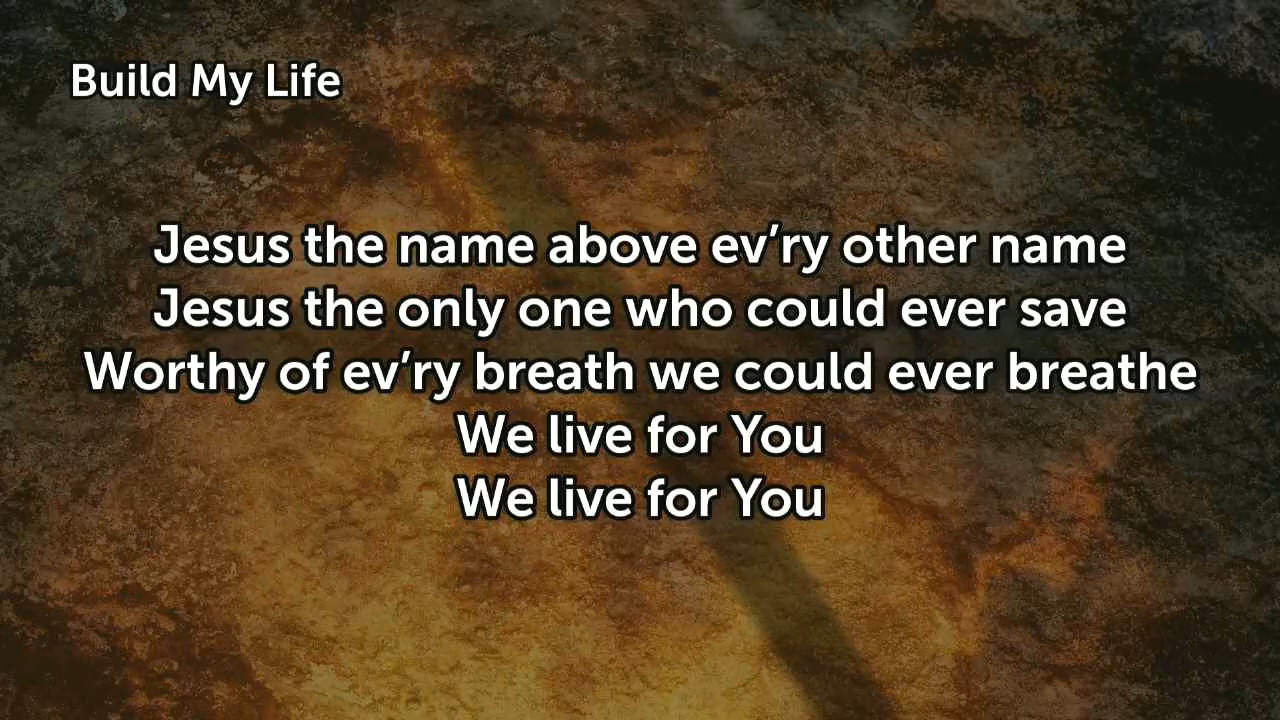 Build My Life
Jesus the name above ev’ry other name
Jesus the only one who could ever save
Worthy of ev’ry breath we could ever breathe
We live for You
We live for You